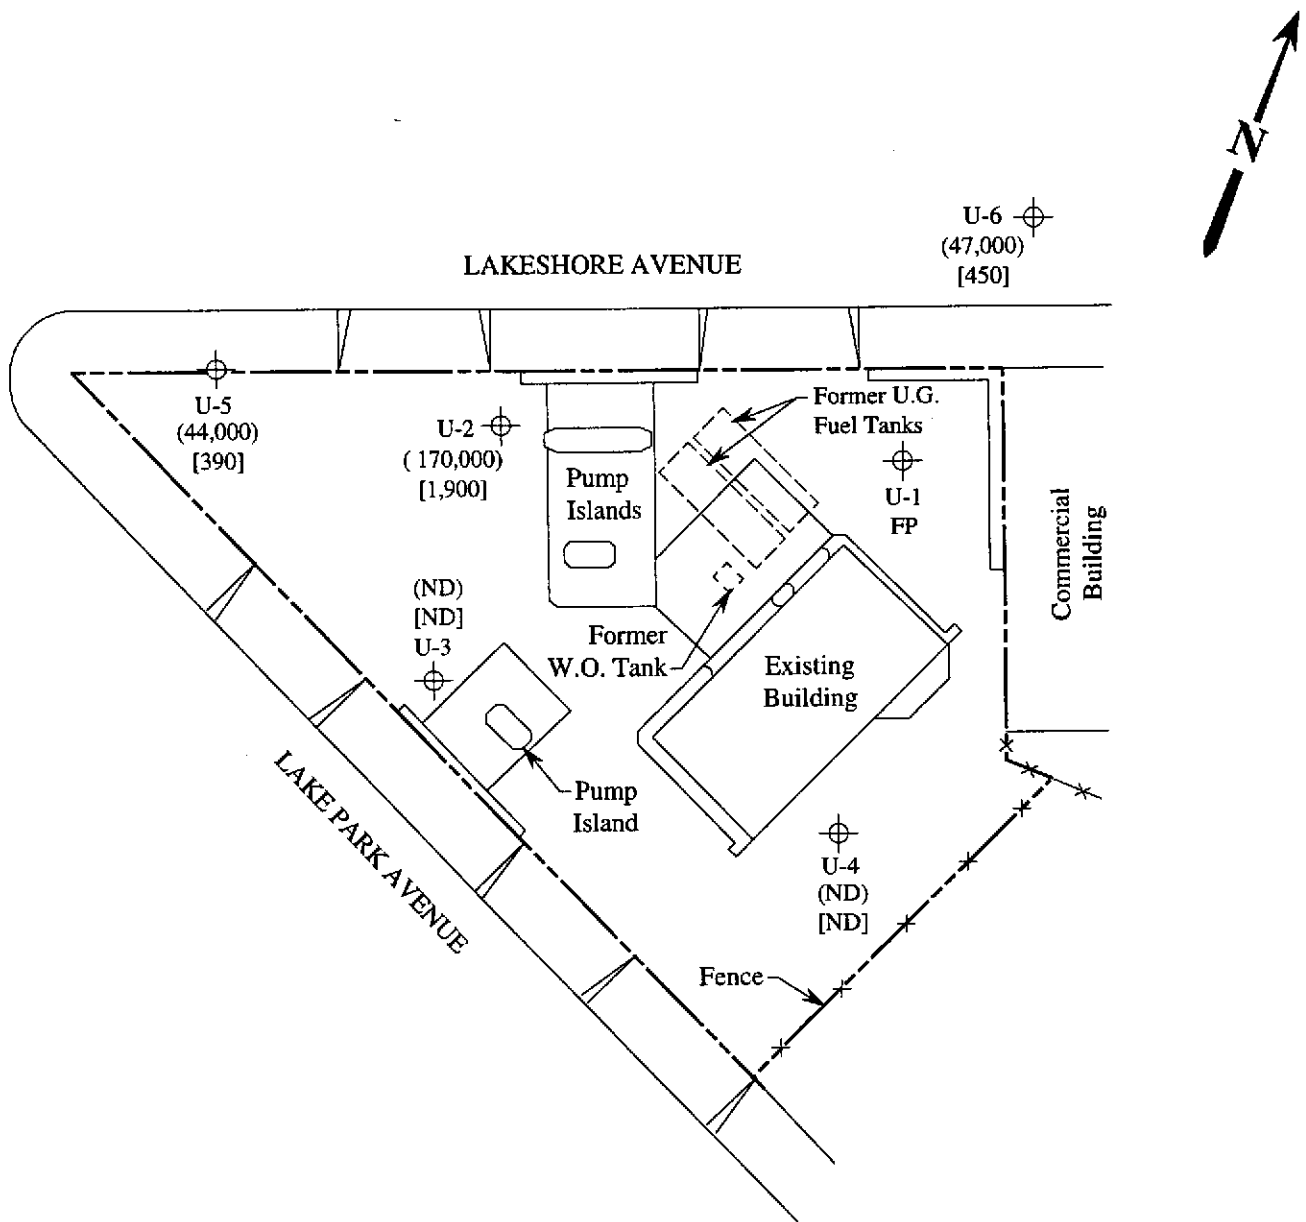 N
U-6
(47,000)
[450]
LAKESHORE AVENUE
U-5
(44,000)
[390]
U-2
( 170,000)
[1,900]
Pump
Islands
Former U.G.
Fuel Tanks
U-1
FP
Commercial
Building
(ND)
[ND]
U-3
Former
W.O. Tank
Existing
Building
Pump
Island
LAKE PARK AVENUE
U-4
(ND)
[ND]
Fence